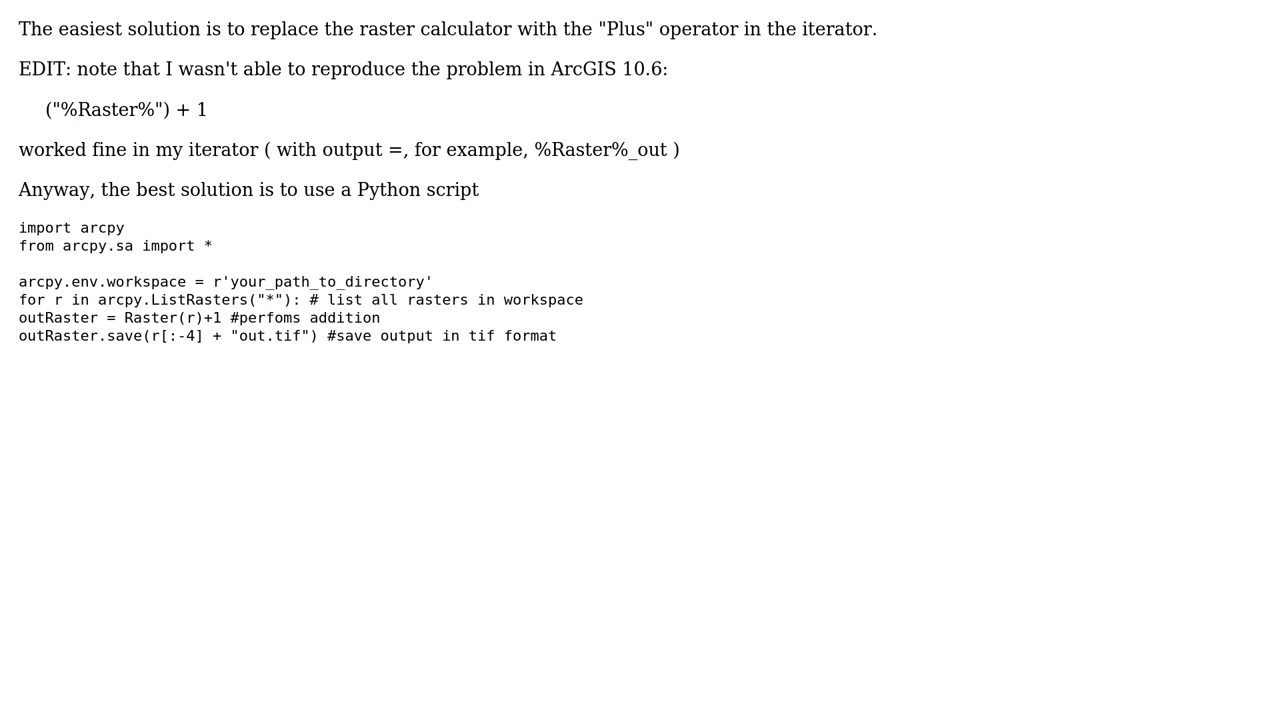 The easiest solution is to replace the raster calculator with the "Plus" operator in the iterator.
EDIT: note that I wasn't able to reproduce the problem in ArcGIS 10.6:
("%Raster%") + 1
worked fine in my iterator ( with output =, for example, %Raster%_out )
Anyway, the best solution is to use a Python script
import arcpy
from arcpy.sa import *
arcpy.env.workspace = r'your_path_to_directory'
for r in arcpy.ListRasters("*"): # list all rasters in workspace
outRaster = Raster(r)+1 #perfoms addition
outRaster.save(r[:-4] + "out.tif") #save output in tif format